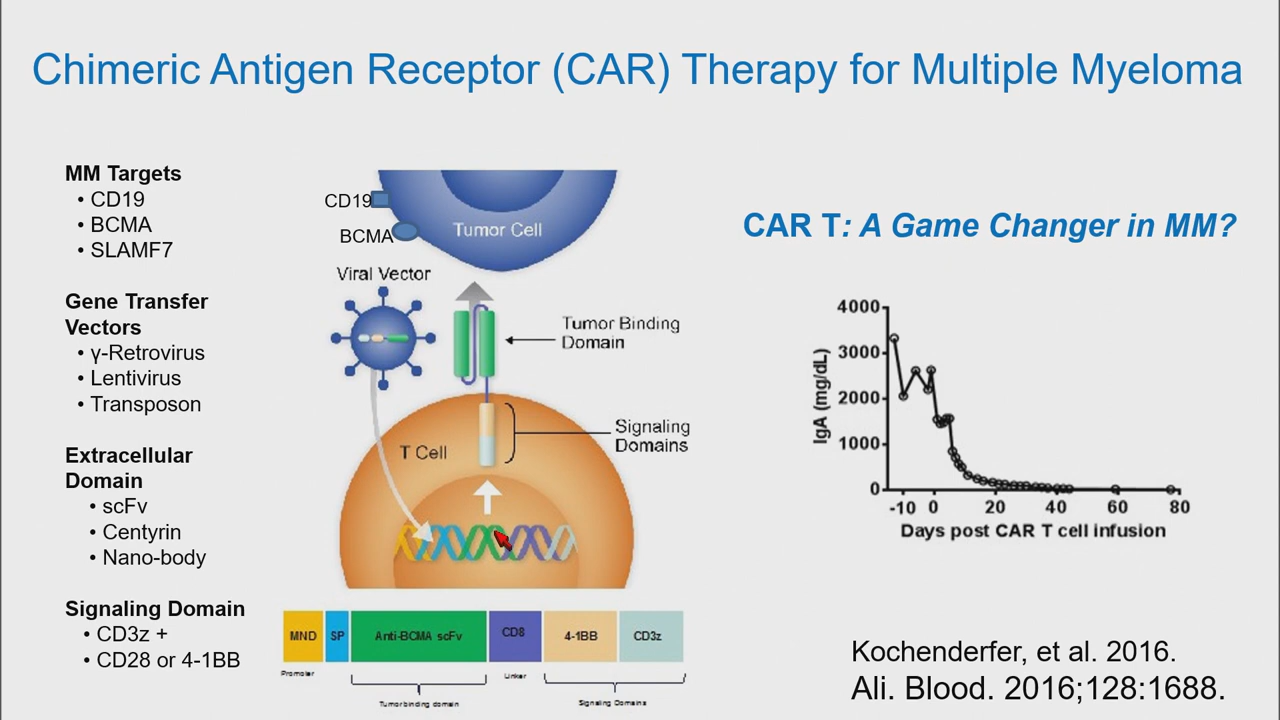 Chimeric Antigen Receptor (CAR) Therapy for Multiple Myeloma
MM Targets
• CD19
• BCMA
• SLAMF7
Gene Transfer
Vectors
• γ-Retrovirus
• Lentivirus
• Transposon
Extracellular
Domain
• scFv
• Centyrin
• Nano-body
Signaling Domain
• CD3z +
• CD28 or 4-1BB
CD19
BCMA
Tumor Cell
Viral Vector
Tumor Binding
Domain
Signaling
Domains
T Cell
MND SP Anti-BCMA scFv CD8 4-1BB CD3z
Promoter
Linker
Tumor binding domain
Signaling Domains
CAR T: A Game Changer in MM?
4000
3000
2000
1000
0
IgA (mg/dL)
-10 0 20 40 60 80
Days post CAR T cell infusion
Kochenderfer, et al. 2016.
Ali. Blood. 2016;128:1688.